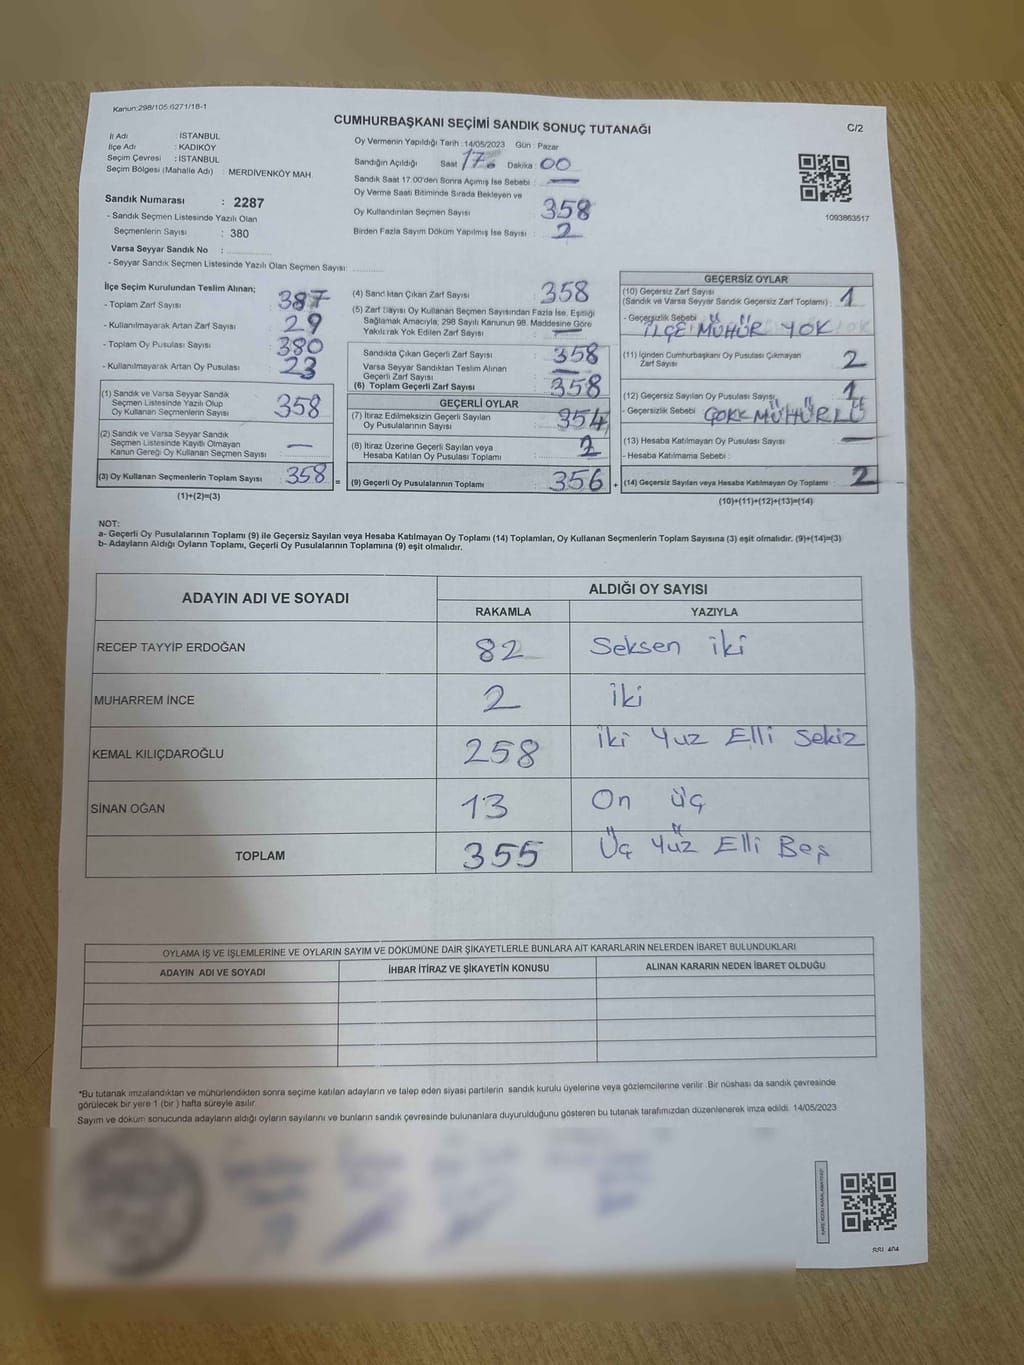 Kanun:298/105 6271/18-1
CUMHURBAŞKANI SEÇİMİ SANDIK SONUÇ TUTANAĞI
C/2
İl Adı : İSTANBUL
İlçe Adı : KADIKÖY
Seçim Çevresi : İSTANBUL
Seçim Bölgesi (Mahalle Adı) : MERDİVENKÖY MAH.
Sandık Numarası : 2287
- Sandık Seçmen Listesinde Yazılı Olan
Seçmenlerin Sayısı : 380
Varsa Seyyar Sandık No :
- Seyyar Sandık Seçmen Listesinde Yazılı Olan Seçmen Sayısı:
Oy Vermenin Yapıldığı Tarih : 14/05/2023 Gün : Pazar
Sandığın Açıldığı Saat : 17 Dakika : 00
Sandık Saat 17.00'den Sonra Açımış İse Sebebi : —
Oy Verme Saati Bitiminde Sırada Bekleyen ve
Oy Kullandırılan Seçmen Sayısı : 358
Birden Fazla Sayım Döküm Yapılmış İse Sayısı : 2
1093863517
İlçe Seçim Kurulundan Teslim Alınan;
- Toplam Zarf Sayısı : 387
- Kullanılmayarak Artan Zarf Sayısı : 29
- Toplam Oy Pusulası Sayısı : 380
- Kullanılmayarak Artan Oy Pusulası : 23
(1) Sandık ve Varsa Seyyar Sandık
Seçmen Listesinde Yazılı Olup
Oy Kullanan Seçmenlerin Sayısı : 358
(2) Sandık ve Varsa Seyyar Sandık
Seçmen Listesinde Kayıtlı Olmayan
Kanun Gereği Oy Kullanan Seçmen Sayısı : —
(3) Oy Kullanan Seçmenlerin Toplam Sayısı : 358
(1)+(2)=(3)
=
(4) Sandıktan Çıkan Zarf Sayısı : 358
(5) Zarf Sayısı Oy Kullanan Seçmen Sayısından Fazla İse, Eşitliği
Sağlamak Amacıyla, 298 Sayılı Kanunun 98. Maddesine Göre
Yakılarak Yok Edilen Zarf Sayısı : —
Sandıkta Çıkan Geçerli Zarf Sayısı : 358
Varsa Seyyar Sandıktan Teslim Alınan
Geçerli Zarf Sayısı : —
(6) Toplam Geçerli Zarf Sayısı : 358
GEÇERLİ OYLAR
(7) İtiraz Edilmeksizin Geçerli Sayılan
Oy Pusulalarının Sayısı : 354
(8) İtiraz Üzerine Geçerli Sayılan veya
Hesaba Katılan Oy Pusulası Toplamı : 2
(9) Geçerli Oy Pusulalarının Toplamı : 356
+
GEÇERSİZ OYLAR
(10) Geçersiz Zarf Sayısı
(Sandık ve Varsa Seyyar Sandık Geçersiz Zarf Toplamı) : 1
- Geçersizlik Sebebi :
İLÇE MÜHÜR YOK
(11) İçinden Cumhurbaşkanı Oy Pusulası Çıkmayan
Zarf Sayısı : 2
(12) Geçersiz Sayılan Oy Pusulası Sayısı : 1
- Geçersizlik Sebebi : ÇOKK MÜHÜRLÜ
(13) Hesaba Katılmayan Oy Pusulası Sayısı : —
- Hesaba Katılmama Sebebi :
(14) Geçersiz Sayılan veya Hesaba Katılmayan Oy Toplamı : 2
(10)+(11)+(12)+(13)=(14)
NOT:
a- Geçerli Oy Pusulalarının Toplamı (9) ile Geçersiz Sayılan veya Hesaba Katılmayan Oy Toplamı (14) Toplamları, Oy Kullanan Seçmenlerin Toplam Sayısına (3) eşit olmalıdır. (9)+(14)=(3)
b- Adayların Aldığı Oyların Toplamı, Geçerli Oy Pusulalarının Toplamına (9) eşit olmalıdır.
ADAYIN ADI VE SOYADI
ALDIĞI OY SAYISI
RAKAMLA YAZIYLA
RECEP TAYYİP ERDOĞAN 82 Seksen iki
MUHARREM İNCE 2 iki
KEMAL KILIÇDAROĞLU 258 iki Yuz Elli Sekiz
SİNAN OĞAN 13 On üç
TOPLAM 355 Üç Yüz Elli Beş
OYLAMA İŞ VE İŞLEMLERİNE VE OYLARIN SAYIM VE DÖKÜMÜNE DAİR ŞİKAYETLERLE BUNLARA AİT KARARLARIN NELERDEN İBARET BULUNDUKLARI
ADAYIN ADI VE SOYADI İHBAR İTİRAZ VE ŞİKAYETİN KONUSU ALINAN KARARIN NEDEN İBARET OLDUĞU
*Bu tutanak imzalandıktan ve mühürlendikten sonra seçime katılan adayların ve talep eden siyasi partilerin sandık kurulu üyelerine veya gözlemcilerine verilir .Bir nüshası da sandık çevresinde
görülecek bir yere 1 (bir ) hafta süreyle asılır.
Sayım ve döküm sonucunda adayların aldığı oyların sayılarını ve bunların sandık çevresinde bulunanlara duyurulduğunu gösteren bu tutanak tarafımızdan düzenlenerek imza edildi. 14/05/2023